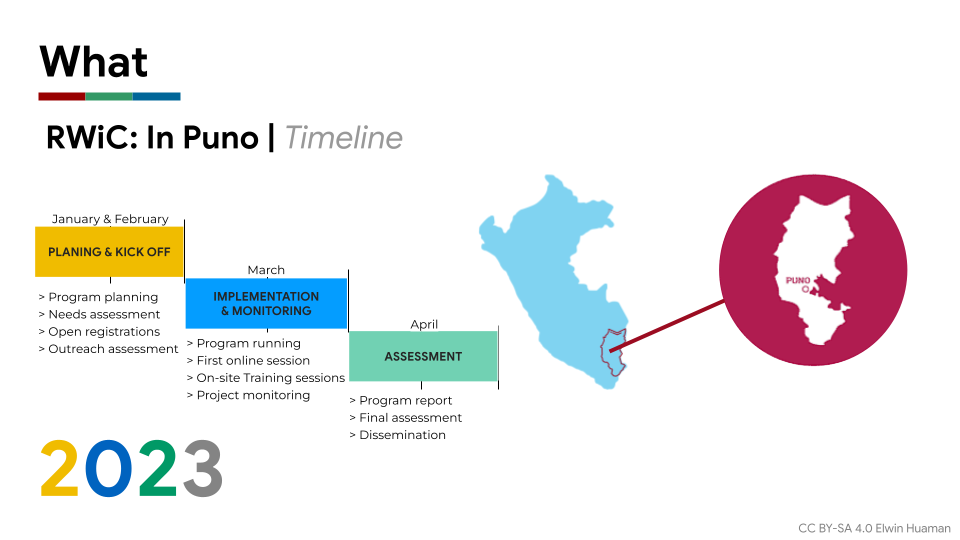 What
RWiC: In Puno | Timeline
January & February
PLANING & KICK OFF
> Program planning
> Needs assessment
> Open registrations
> Outreach assessment
March
IMPLEMENTATION
& MONITORING
> Program running
> First online session
> On-site Training sessions
> Project monitoring
April
ASSESSMENT
> Program report
> Final assessment
> Dissemination
PUNO
2023
CC BY-SA 4.0 Elwin Huaman